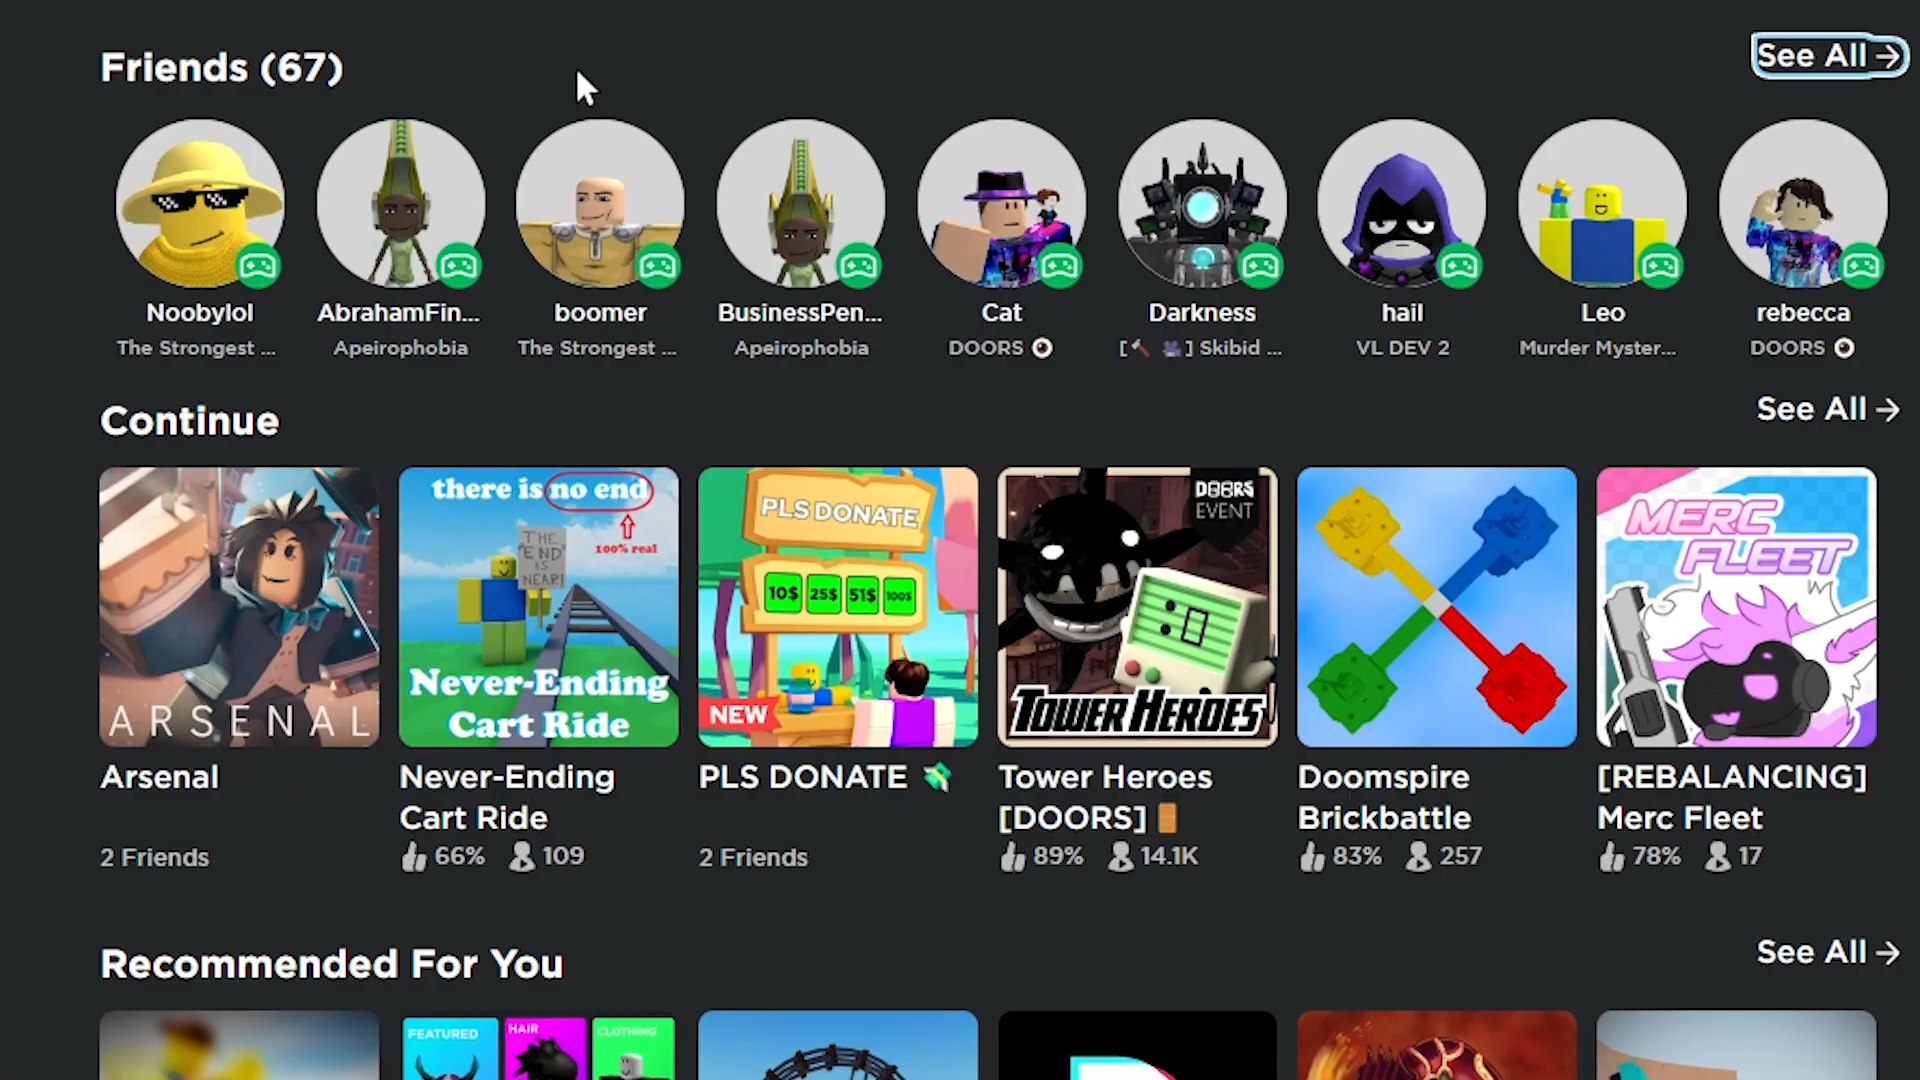 Friends (67)
See All →
Noobylol
AbrahamFin...
boomer
BusinessPen...
Cat
Darkness
hail
Leo
rebecca
The Strongest ...
Apeirophobia
The Strongest ...
Apeirophobia
DOORS 👁
[🔨 🎥] Skibid ...
VL DEV 2
Murder Myster...
DOORS 👁
Continue
See All →
ARSENAL
there is no end
100% real
THE
"END"
IS
NEAR!
Never-Ending
Cart Ride
PLS DONATE
10$ 25$ 51$ 100$
NEW
DOORS
EVENT
TOWER HEROES
MERC
FLEET
Arsenal
2 Friends
Never-Ending
Cart Ride
66% 109
PLS DONATE 💸
2 Friends
Tower Heroes
[DOORS] 🚪
89% 14.1K
Doomspire
Brickbattle
83% 257
[REBALANCING]
Merc Fleet
78% 17
Recommended For You
See All →
FEATURED
HAIR
CLOTHING